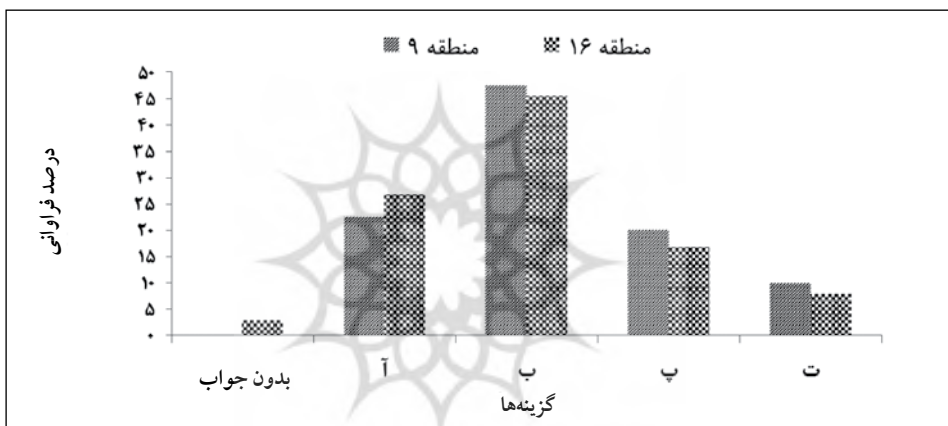 منطقه ۹ منطقه ۱۶
درصد فراوانی
۵۰
۴۵
۴۰
۳۵
۳۰
۲۵
۲۰
۱۵
۱۰
۵
۰
بدون جواب آ ب پ ت
گزینه‌ها